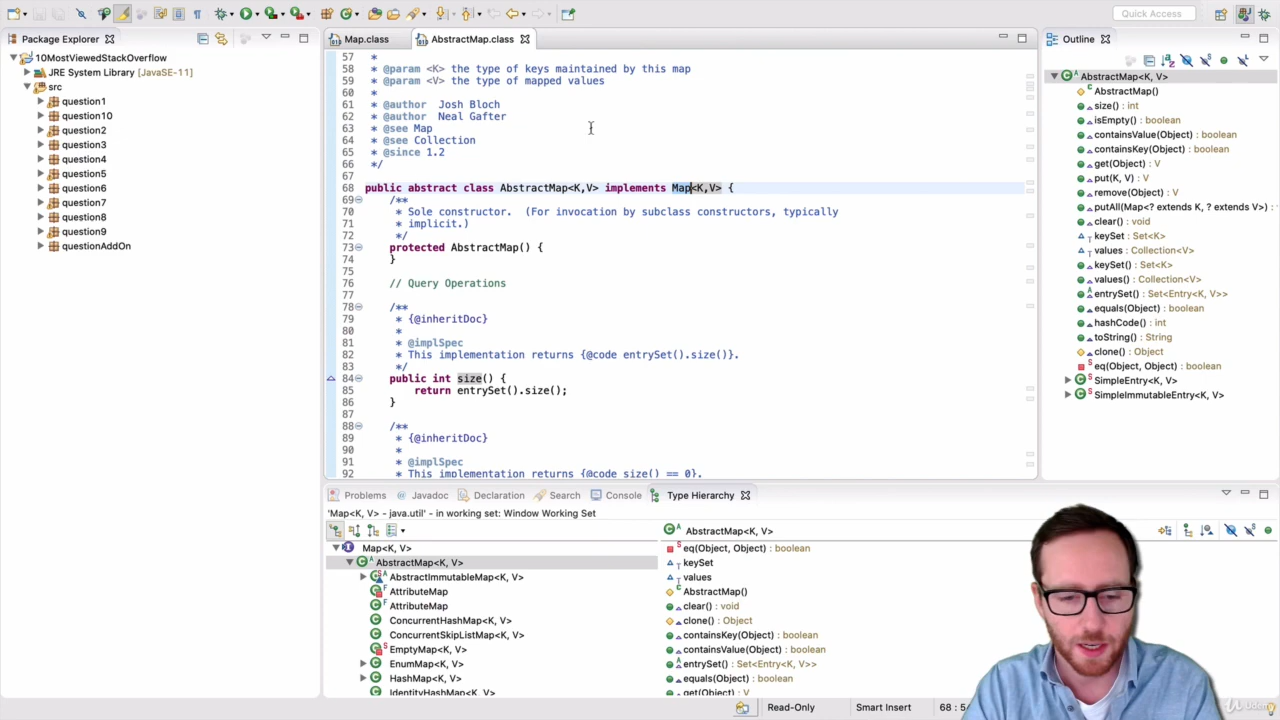 Quick Access
Package Explorer
10MostViewedStackOverflow
JRE System Library [JavaSE-11]
src
question1
question10
question2
question3
question4
question5
question6
question7
question8
question9
questionAddOn
Map.class
AbstractMap.class
57 *
58 * @param <K> the type of keys maintained by this map
59 * @param <V> the type of mapped values
60 *
61 * @author  Josh Bloch
62 * @author  Neal Gafter
63 * @see Map
64 * @see Collection
65 * @since 1.2
66 */
67
68 public abstract class AbstractMap<K,V> implements Map<K,V> {
69 /**
70 * Sole constructor.  (For invocation by subclass constructors, typically
71 * implicit.)
72 */
73 protected AbstractMap() {
74 }
75
76 // Query Operations
77
78 /**
79 * {@inheritDoc}
80 *
81 * @implSpec
82 * This implementation returns {@code entrySet().size()}.
83 */
84 public int size() {
85 return entrySet().size();
86 }
87
88 /**
89 * {@inheritDoc}
90 *
91 * @implSpec
92 * This implementation returns {@code size() == 0}.
Outline
AbstractMap<K, V>
AbstractMap()
size() : int
isEmpty() : boolean
containsValue(Object) : boolean
containsKey(Object) : boolean
get(Object) : V
put(K, V) : V
remove(Object) : V
putAll(Map<? extends K, ? extends V>)
clear() : void
keySet : Set<K>
values : Collection<V>
keySet() : Set<K>
values() : Collection<V>
entrySet() : Set<Entry<K, V>>
equals(Object) : boolean
hashCode() : int
toString() : String
clone() : Object
eq(Object, Object) : boolean
SimpleEntry<K, V>
SimpleImmutableEntry<K, V>
Problems
Javadoc
Declaration
Search
Console
Type Hierarchy
'Map<K, V> - java.util' - in working set: Window Working Set
Map<K, V>
AbstractMap<K, V>
AbstractImmutableMap<K, V>
AttributeMap
AttributeMap
ConcurrentHashMap<K, V>
ConcurrentSkipListMap<K, V>
EmptyMap<K, V>
EnumMap<K, V>
HashMap<K, V>
IdentityHashMap<K, V>
AbstractMap<K, V>
eq(Object, Object) : boolean
keySet
values
AbstractMap()
clear() : void
clone() : Object
containsKey(Object) : boolean
containsValue(Object) : boolean
entrySet() : Set<Entry<K, V>>
equals(Object) : boolean
get(Object) : V
Read-Only
Smart Insert
68 : 5
Udemy